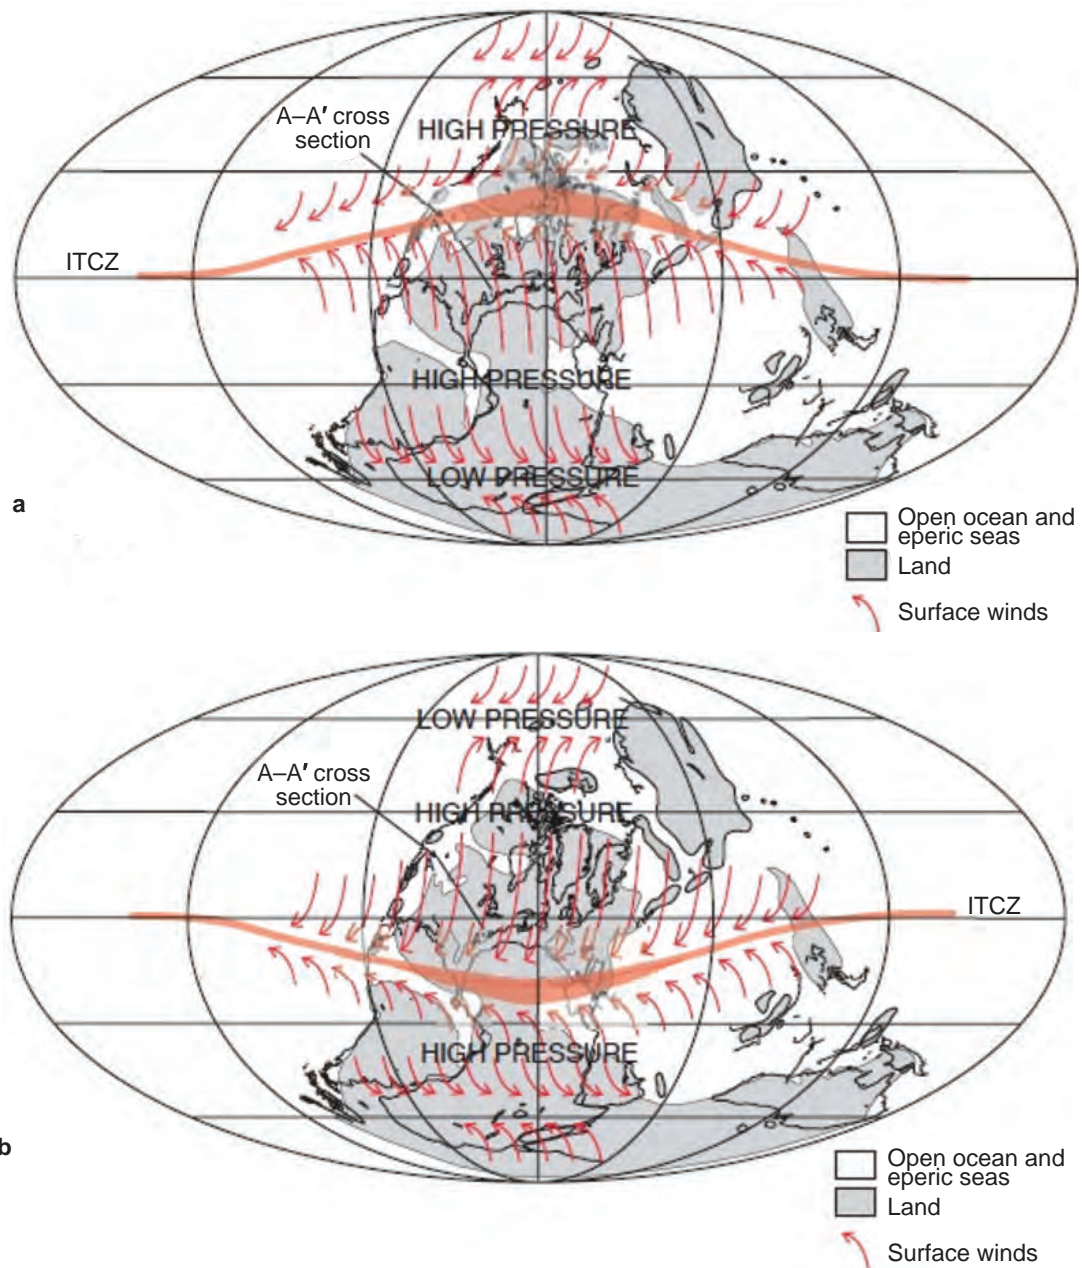 A–A′ cross
section
HIGH PRESSURE
ITCZ
HIGH PRESSURE
LOW PRESSURE
a
Open ocean and
eperic seas
Land
Surface winds
LOW PRESSURE
A–A′ cross
section
HIGH PRESSURE
ITCZ
HIGH PRESSURE
b
Open ocean and
eperic seas
Land
Surface winds